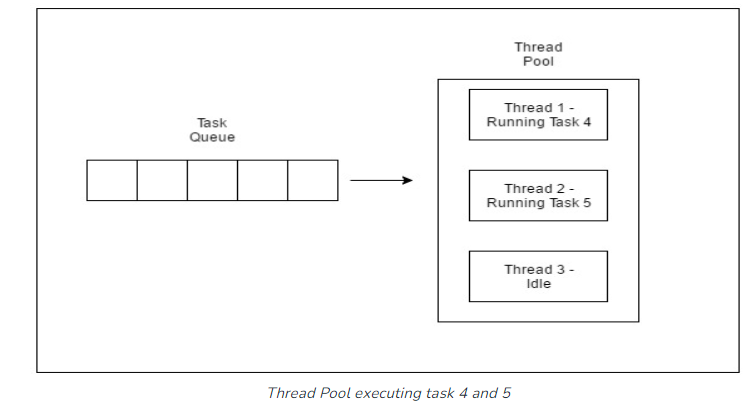 Thread
Pool
Task
Queue
Thread 1 -
Running Task 4
Thread 2 -
Running Task 5
Thread 3 -
Idle
Thread Pool executing task 4 and 5